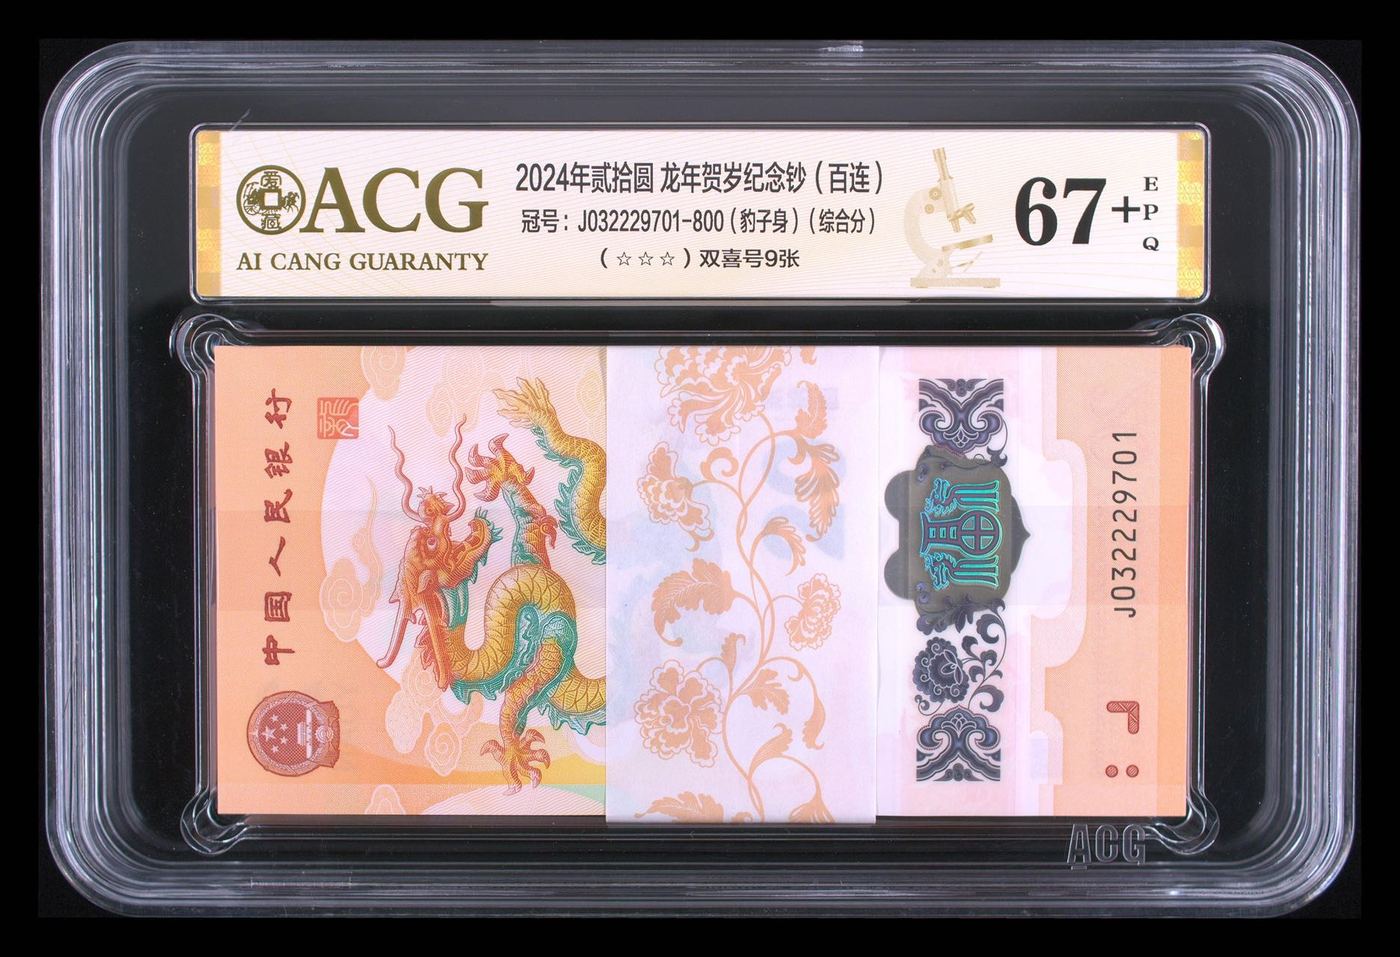 ACG
AI CANG GUARANTY
2024年贰拾圆 龙年贺岁纪念钞（百连）
冠号：J032229701-800（豹子身）（综合分）
（☆☆☆）双喜号9张
67+
EPQ
中国人民银行
J032229701
ACG